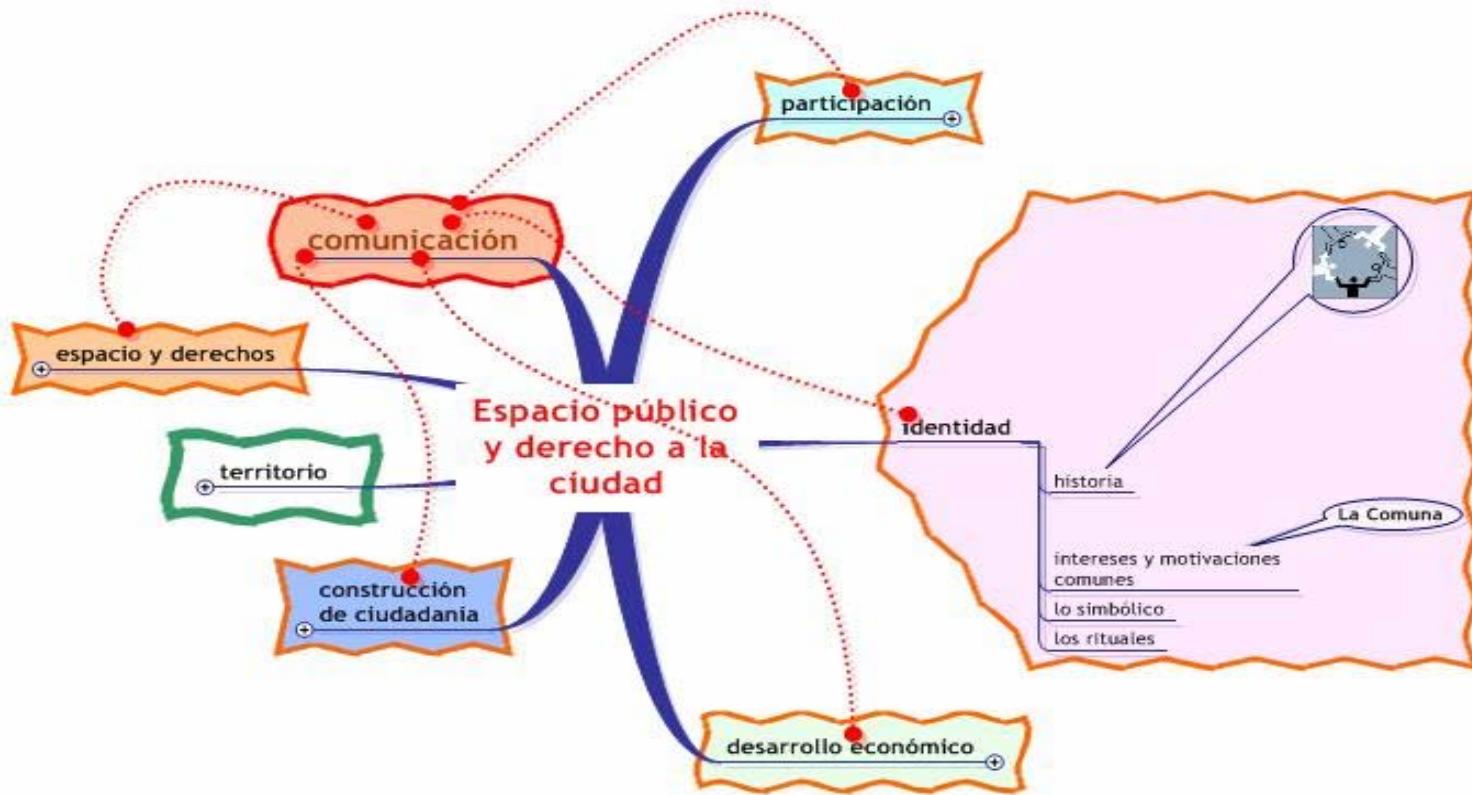 participación
comunicación
espacio y derechos
Espacio público
y derecho a la
ciudad
identidad
territorio
historia
La Comuna
intereses y motivaciones
comunes
construcción
de ciudadania
lo simbólico
los rituales
desarrollo económico